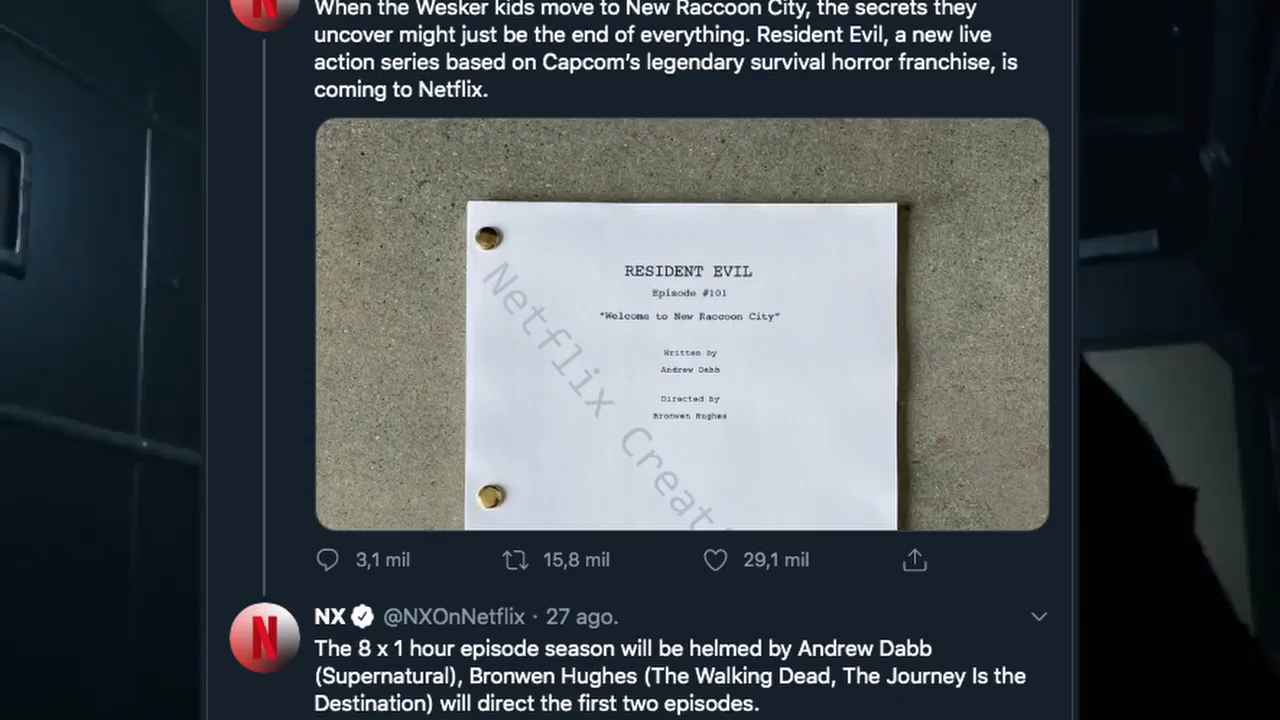 When the Wesker kids move to New Raccoon City, the secrets they
uncover might just be the end of everything. Resident Evil, a new live
action series based on Capcom's legendary survival horror franchise, is
coming to Netflix.
RESIDENT EVIL
Episode #101
"Welcome to New Raccoon City"
Written by
Andrew Dabb
Directed by
Bronwen Hughes
Netflix Creat
3,1 mil
15,8 mil
29,1 mil
N
NX @NXOnNetflix · 27 ago.
The 8 x 1 hour episode season will be helmed by Andrew Dabb
(Supernatural), Bronwen Hughes (The Walking Dead, The Journey Is the
Destination) will direct the first two episodes.